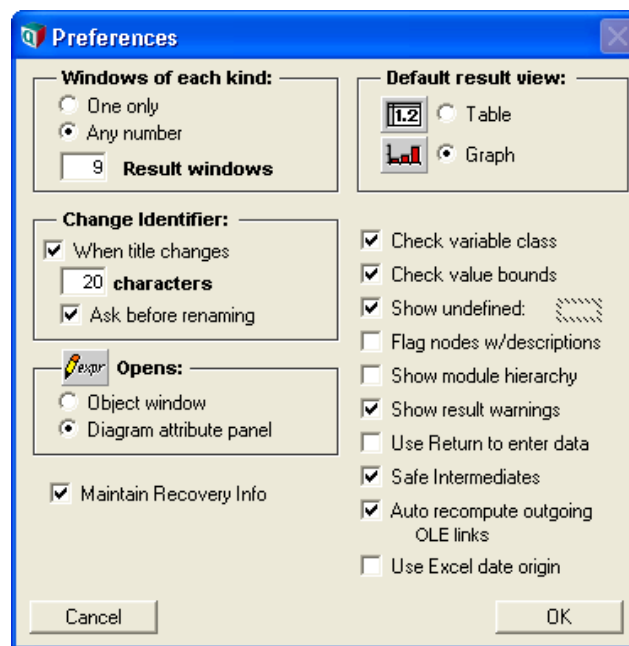 Preferences
Windows of each kind:
One only
Any number
9 Result windows
Default result view:
1.2 Table
Graph
Change Identifier:
When title changes
20 characters
Ask before renaming
expr Opens:
Object window
Diagram attribute panel
Maintain Recovery Info
Check variable class
Check value bounds
Show undefined:
Flag nodes w/descriptions
Show module hierarchy
Show result warnings
Use Return to enter data
Safe Intermediates
Auto recompute outgoing
OLE links
Use Excel date origin
Cancel
OK